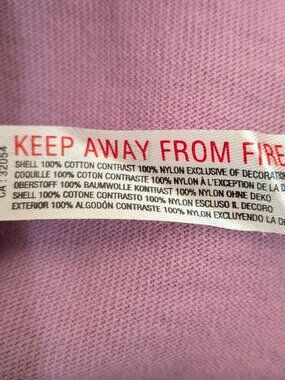 KEEP AWAY FROM FIRE
SHELL 100% COTTON CONTRAST 100% NYLON EXCLUSIVE OF DECORATION
COQUILLE 100% COTON CONTRASTE 100% NYLON À L'EXCEPTION DE LA D
OBERSTOFF 100% BAUMWOLLE KONTRAST 100% NYLON OHNE DEKO
SHELL 100% COTONE CONTRASTO 100% NYLON ESCLUSO IL DECORO
EXTERIOR 100% ALGODÓN CONTRASTE 100% NYLON EXCLUYENDO LA DE
CA: 32054